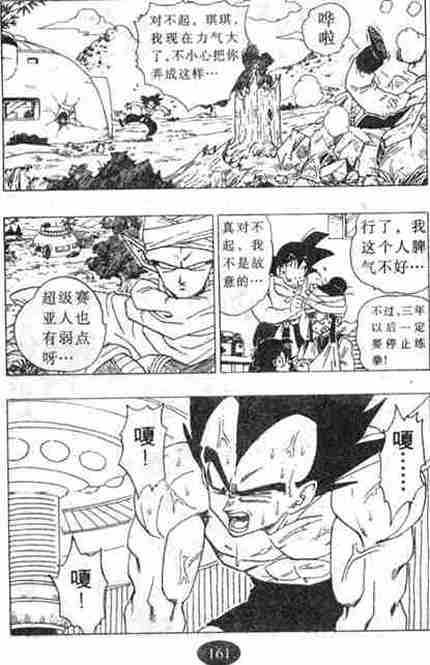 哗
啦
对不起，琪琪，
我现在力气大
了，不小心把你
弄成这样…
行了，我
这个人脾
气不好…
不过，三年
以后一定
要停止练
拳！
真对不
起，我
不是故
意的…
超级赛
亚人也
有弱点
呀…
嗄……
嗄！
嗄！
161